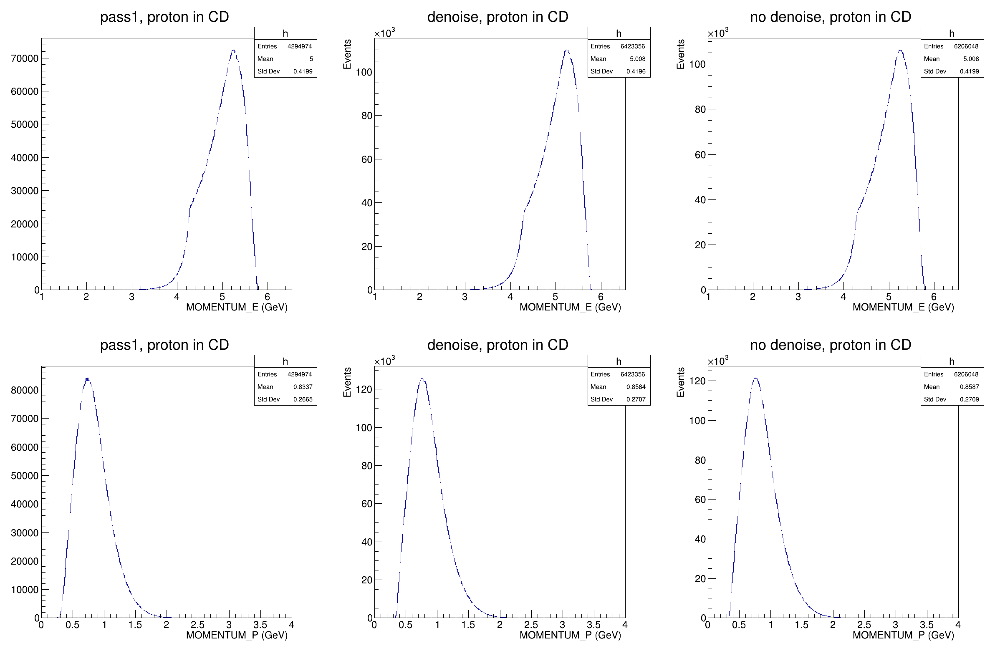 pass1, proton in CD
h
Entries 4294974
Mean 5
Std Dev 0.4199
70000
60000
50000
40000
30000
20000
10000
0
1 2 3 4 5 6
MOMENTUM_E (GeV)
denoise, proton in CD
×10³
Events
h
Entries 6423356
Mean 5.008
Std Dev 0.4196
100
80
60
40
20
0
1 2 3 4 5 6
MOMENTUM_E (GeV)
no denoise, proton in CD
×10³
Events
h
Entries 6206048
Mean 5.008
Std Dev 0.4199
100
80
60
40
20
0
1 2 3 4 5 6
MOMENTUM_E (GeV)
pass1, proton in CD
h
Entries 4294974
Mean 0.8337
Std Dev 0.2665
80000
70000
60000
50000
40000
30000
20000
10000
0
0 0.5 1 1.5 2 2.5 3 3.5 4
MOMENTUM_P (GeV)
denoise, proton in CD
×10³
Events
h
Entries 6423356
Mean 0.8584
Std Dev 0.2707
120
100
80
60
40
20
0
0 0.5 1 1.5 2 2.5 3 3.5 4
MOMENTUM_P (GeV)
no denoise, proton in CD
×10³
Events
h
Entries 6206048
Mean 0.8587
Std Dev 0.2709
120
100
80
60
40
20
0
0 0.5 1 1.5 2 2.5 3 3.5 4
MOMENTUM_P (GeV)